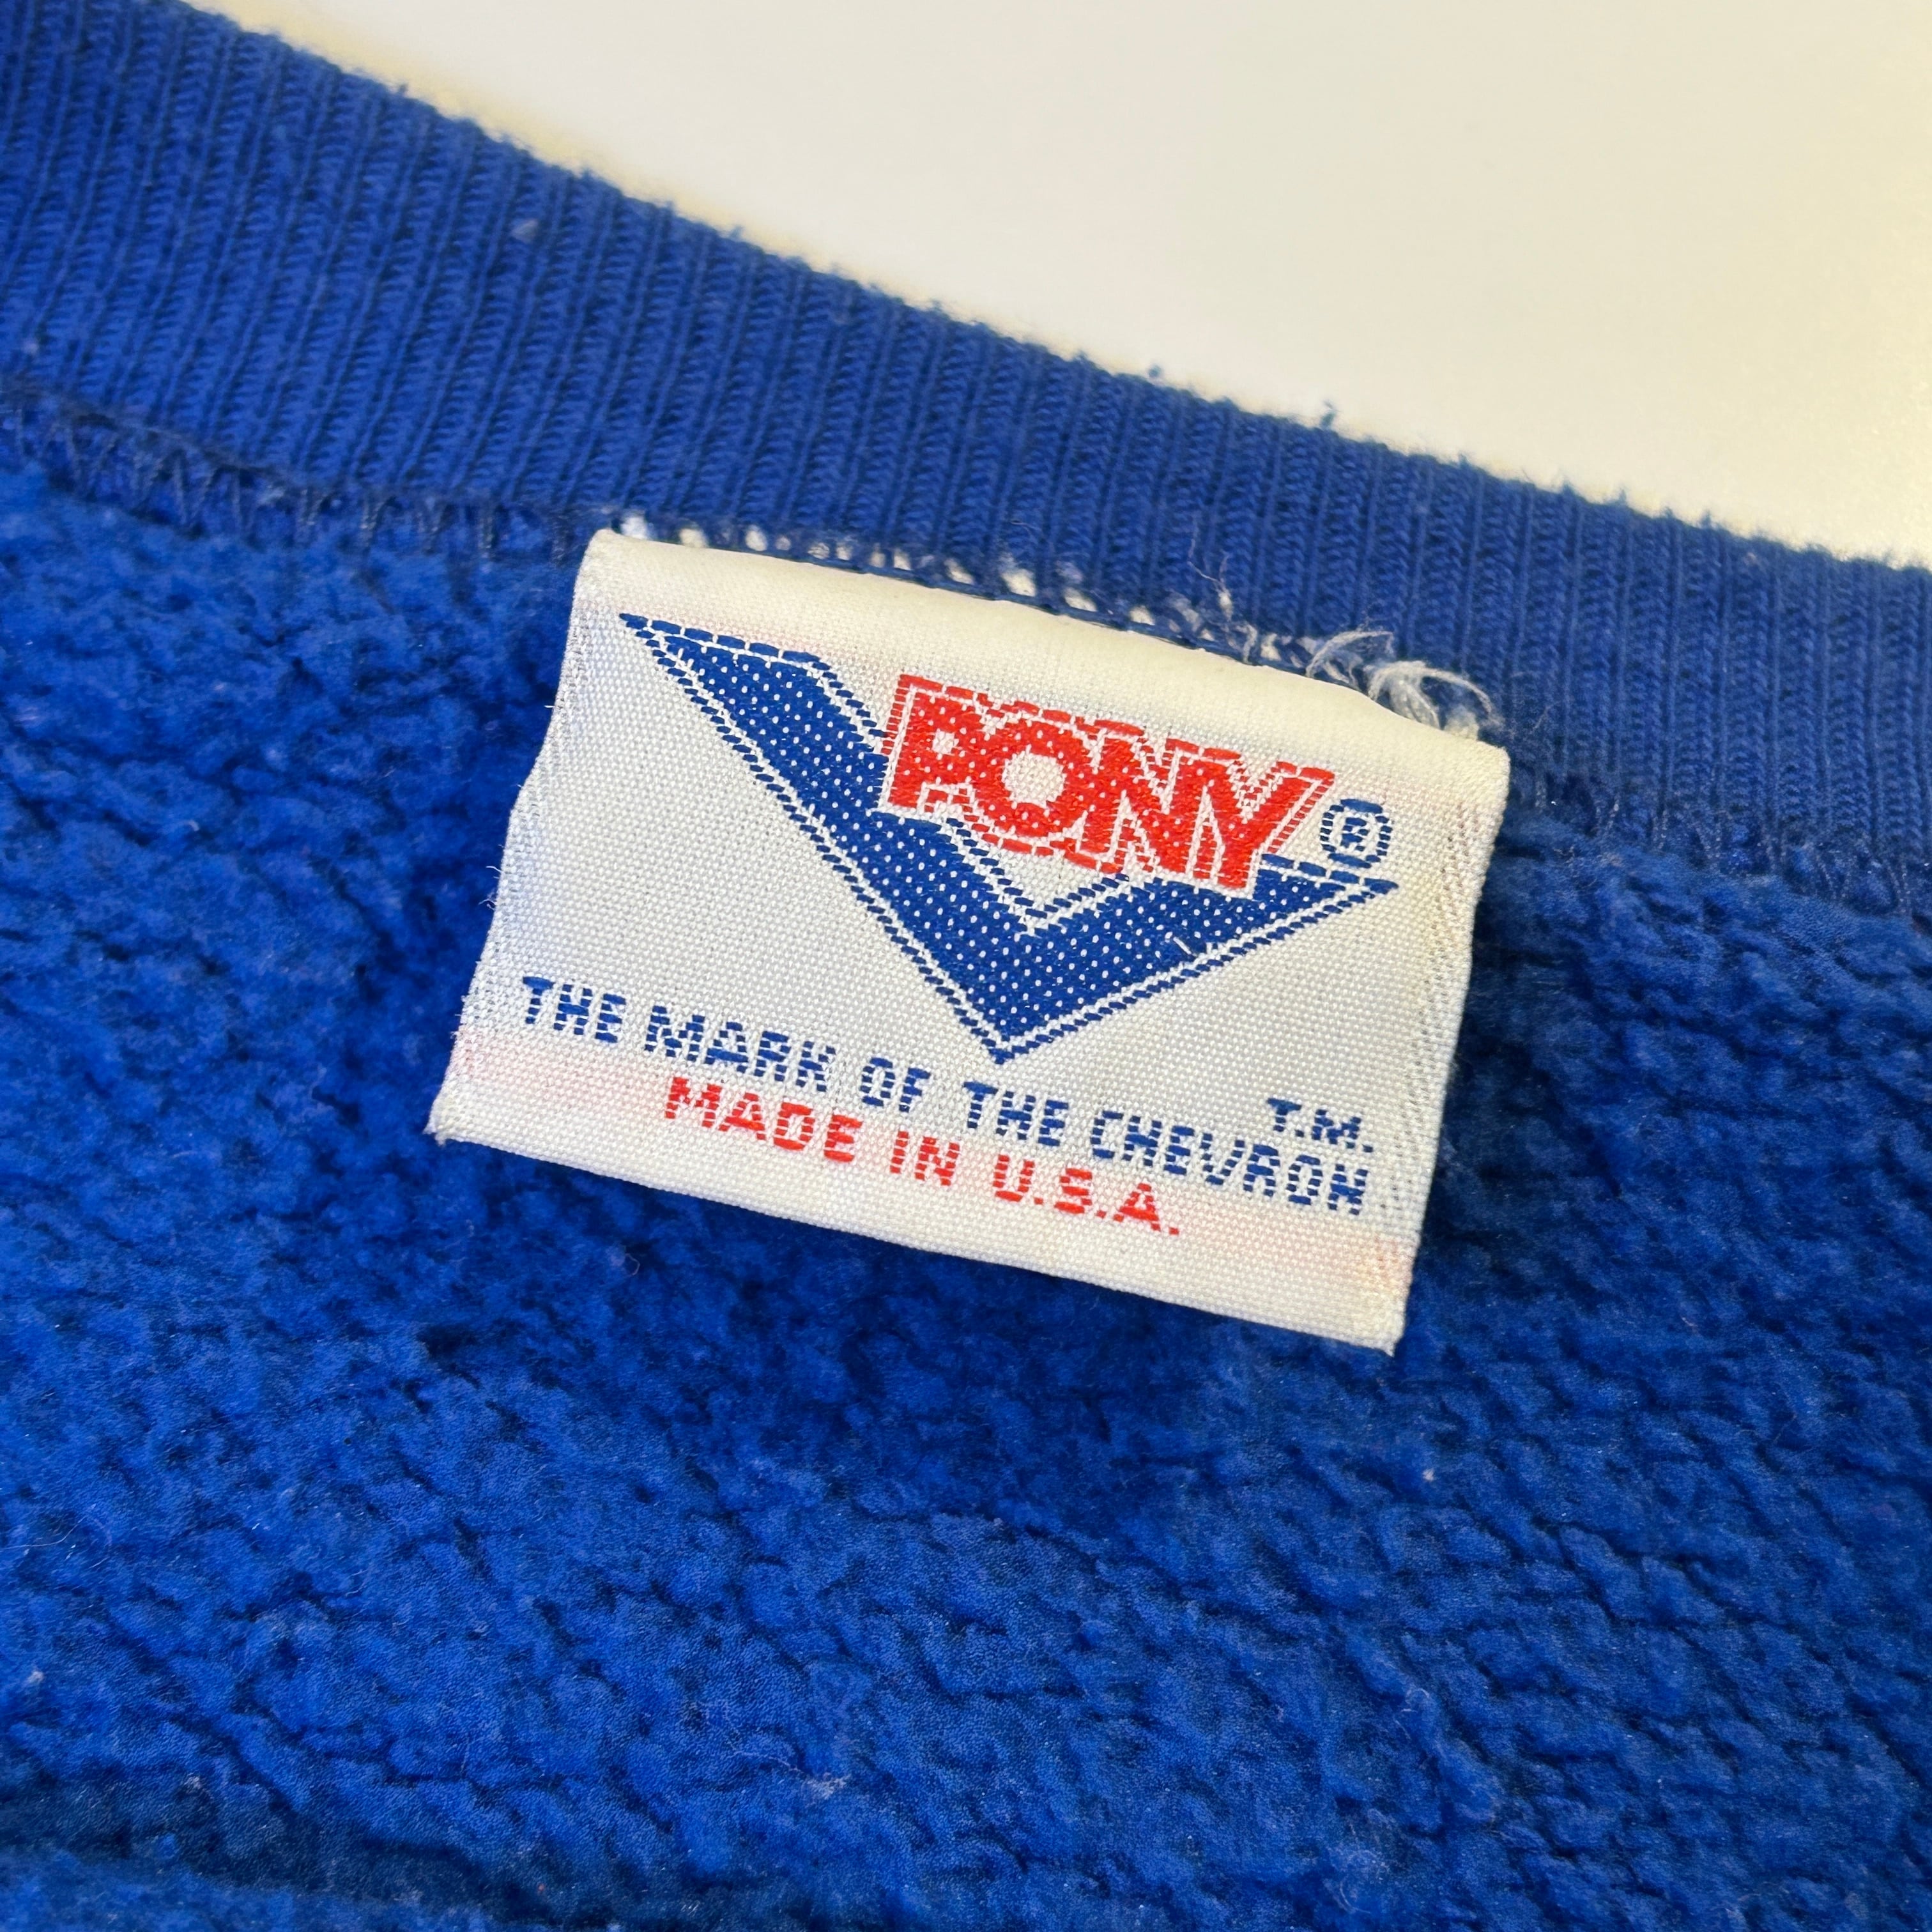 PONY®
THE MARK OF THE CHEVRON T.M.
MADE IN U.S.A.